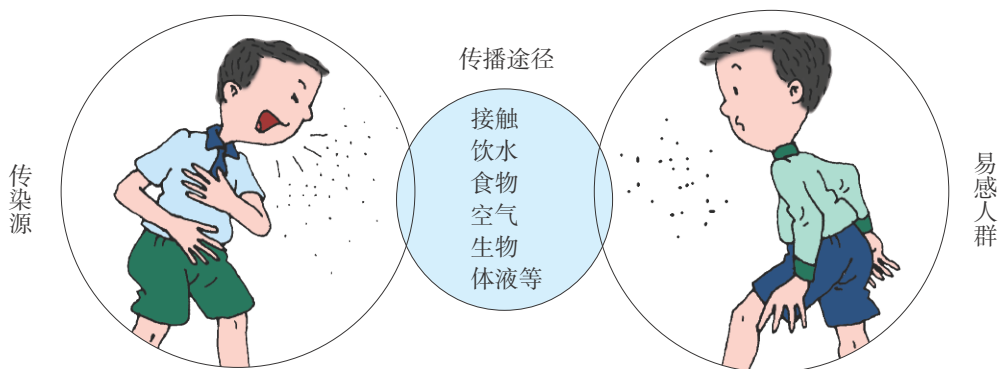 传播途径
传染源
接触
饮水
食物
空气
生物
体液等
易感人群